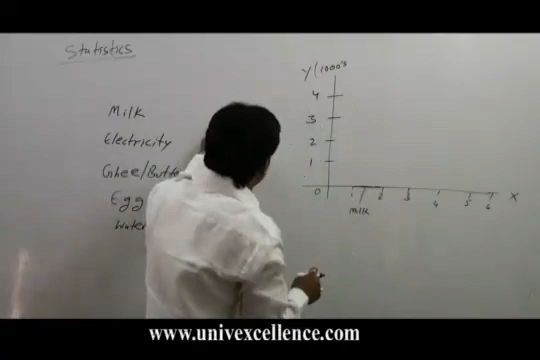 Statistics
Milk
Electricity
Ghee/Butte
Egg
Water
Y(1000's
4
3
2
1
0 1 2 3 4 5 6 X
Milk
www.univexcellence.com